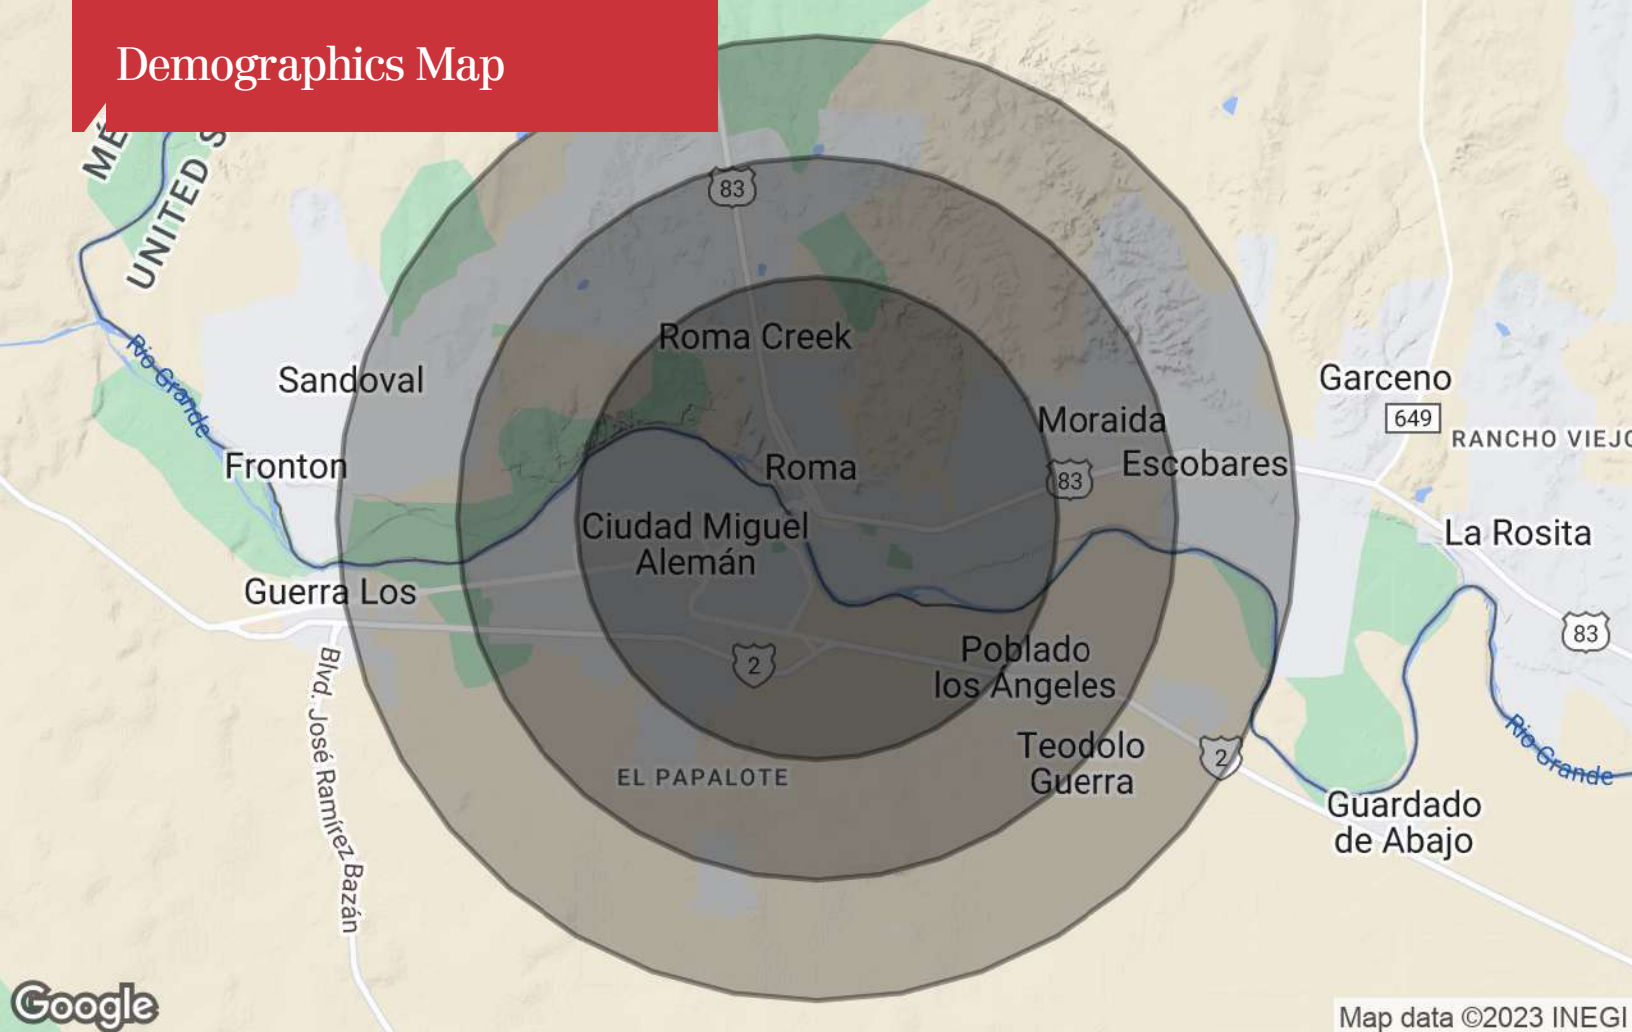 Demographics Map
MÉ
UNITED S
83
Roma Creek
Rio Grande
Sandoval
Garceno
649
Moraida
RANCHO VIEJO
Fronton
Roma
83
Escobares
Ciudad Miguel
Alemán
La Rosita
Guerra Los
83
Poblado
los Ángeles
2
Blvd. José Ramírez Bazán
Teodolo
Guerra
2
Rio Grande
EL PAPALOTE
Guardado
de Abajo
Google
Map data ©2023 INEGI